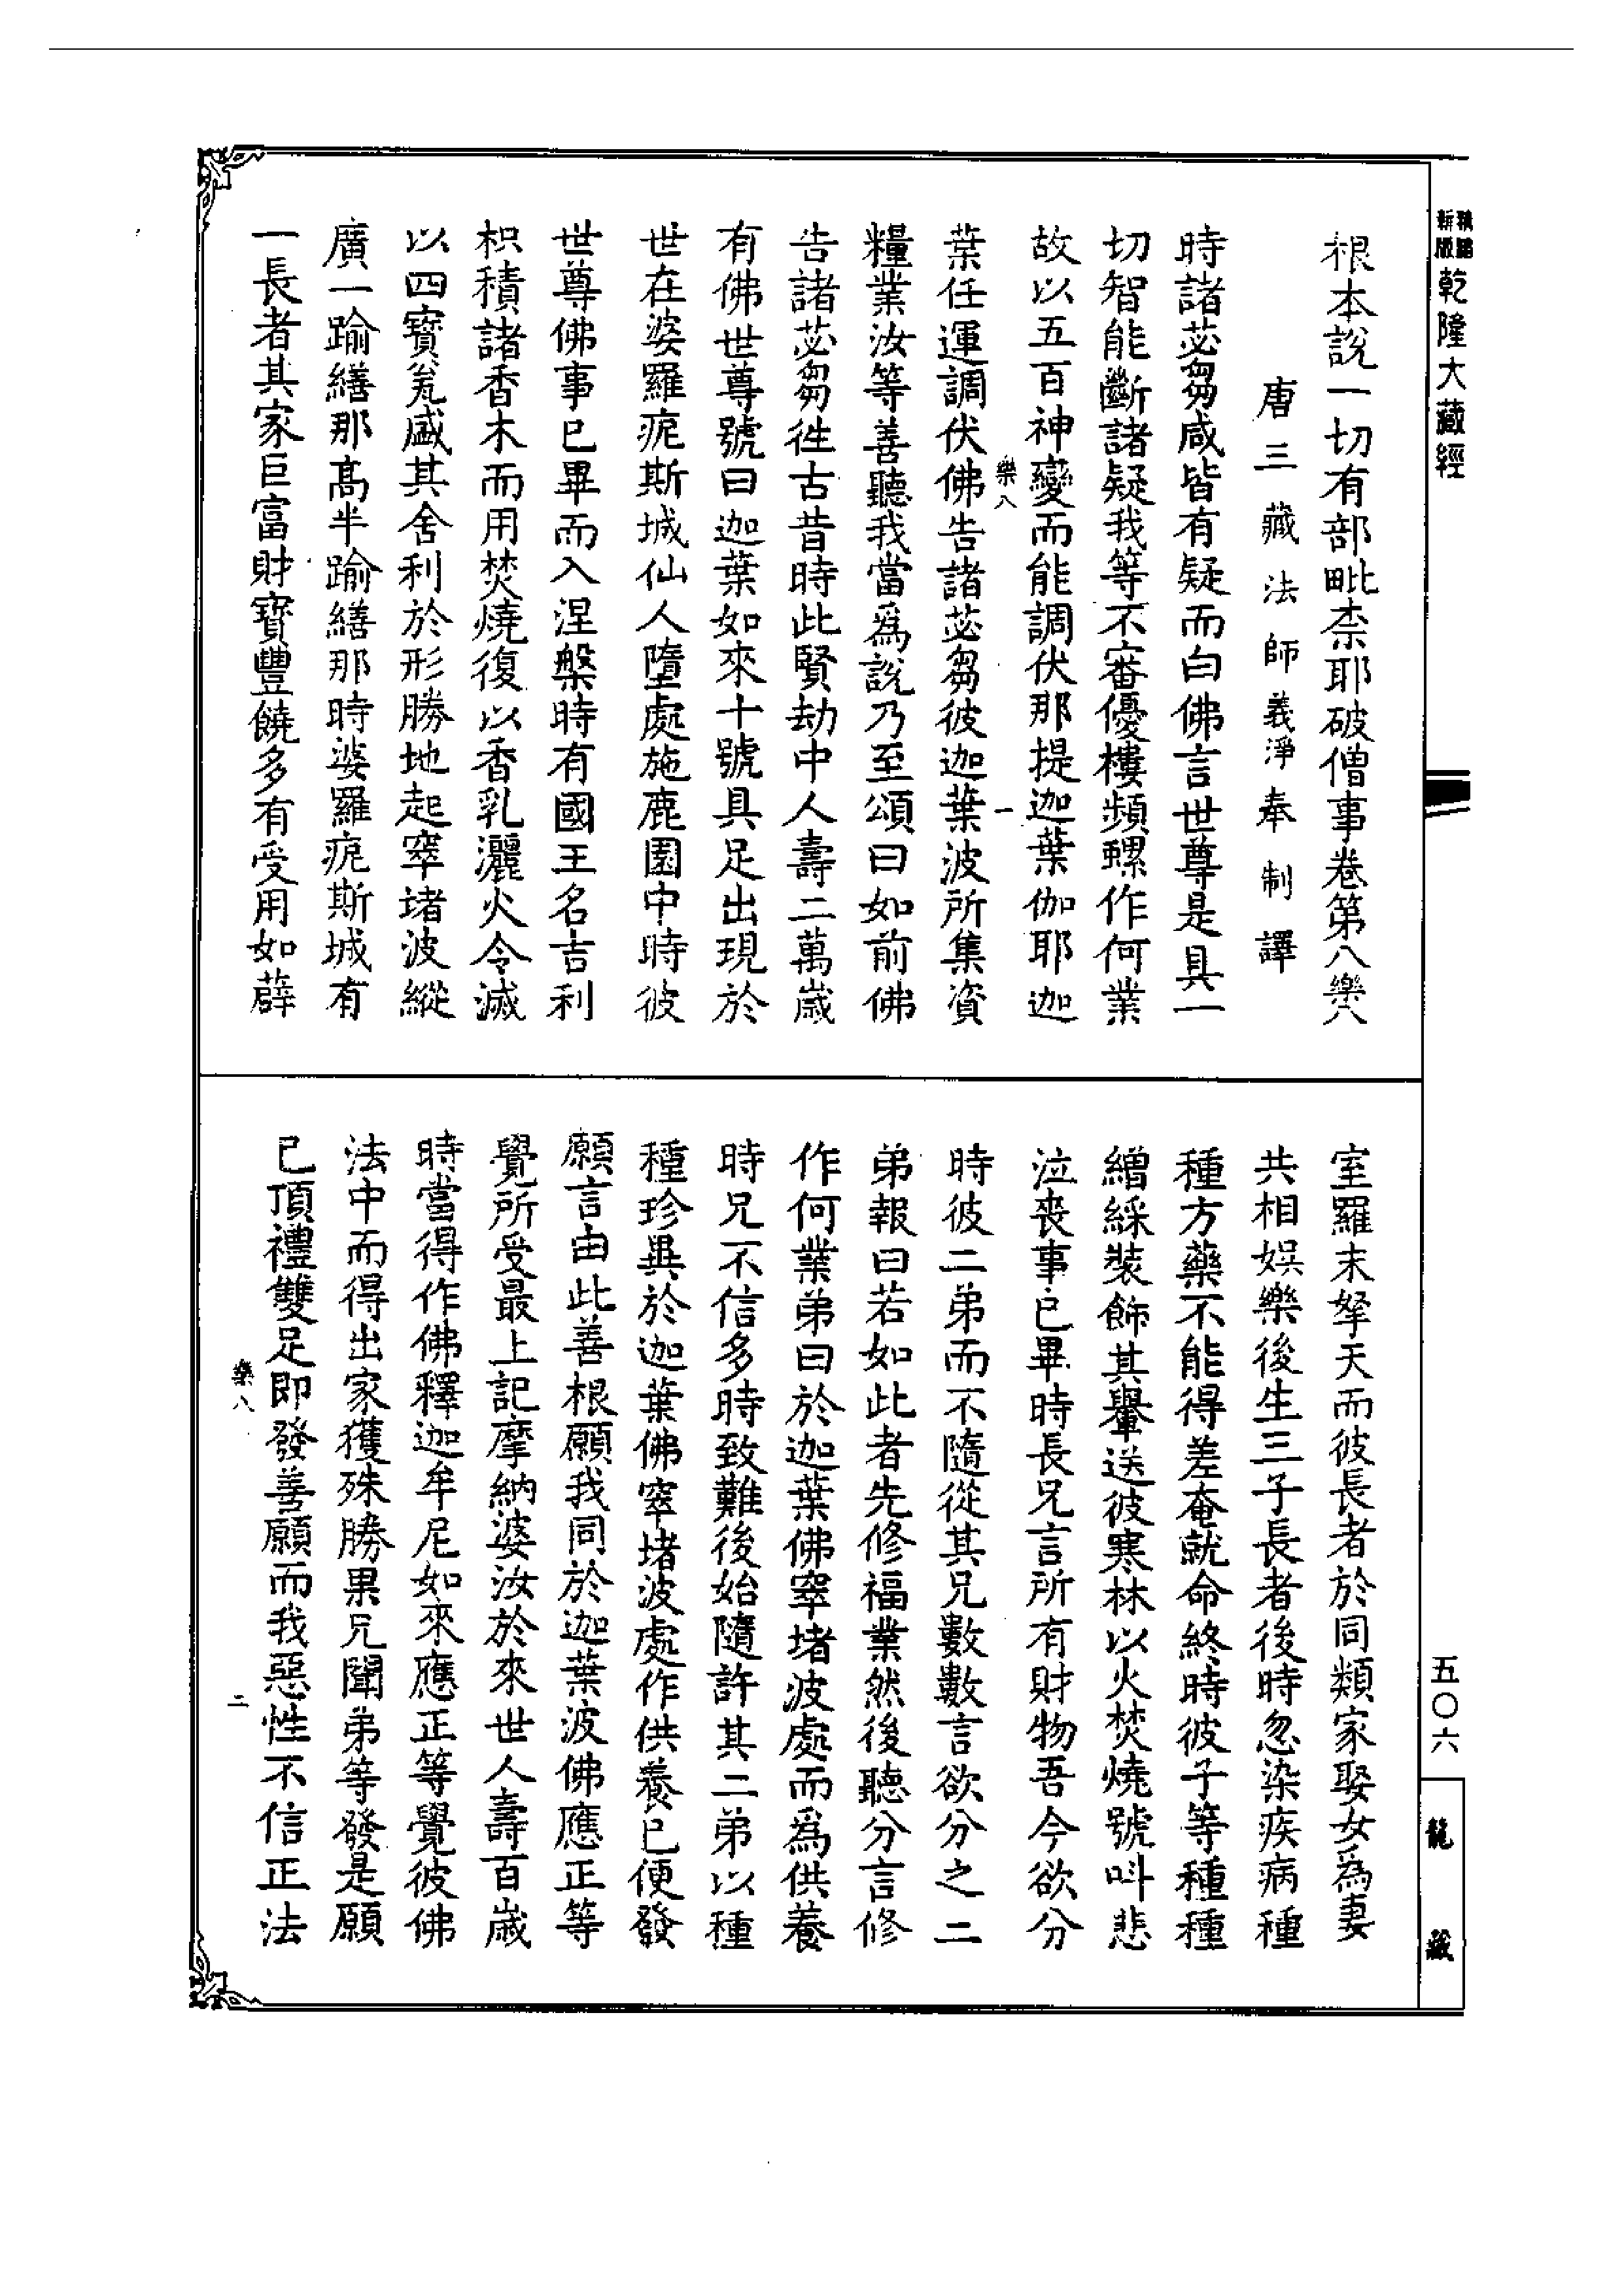 新編
縮版
乾隆大藏經
根本說一切有部毗柰耶破僧事卷第八樂八
唐三藏法師義淨奉制譯
時諸苾芻咸皆有疑而白佛言世尊是具一
切智能斷諸疑我等不審優樓頻螺作何業
故以五百神變而能調伏那提迦葉伽耶迦
樂八
一
葉任運調伏佛告諸苾芻彼迦葉波所集資
糧業汝等善聽我當爲說乃至頌曰如前佛
告諸苾芻徃古昔時此賢劫中人壽二萬歲
有佛世尊號曰迦葉如來十號具足出現於
世在婆羅痆斯城仙人墮處施鹿園中時彼
世尊佛事已畢而入涅槃時有國王名吉利
枳積諸香木而用焚燒復以香乳灑火令滅
以四寶瓮盛其舍利於形勝地起窣堵波縱
廣一踰繕那高半踰繕那時婆羅痆斯城有
一長者其家巨富財寶豐饒多有受用如薜
室羅末拏天而彼長者於同類家娶女爲妻
共相娛樂後生三子長者後時忽染疾病種
種方藥不能得差奄就命終時彼子等種種
繒綵裝飾其轝送彼寒林以火焚燒號叫悲
泣喪事已畢時長兄言所有財物吾今欲分
時彼二弟而不隨從其兄數數言欲分之二
弟報曰若如此者先修福業然後聽分言修
作何業弟曰於迦葉佛窣堵波處而爲供養
時兄不信多時致難後始隨許其二弟以種
種珍異於迦葉佛窣堵波處作供養已便發
願言由此善根願我同於迦葉波佛應正等
覺所受最上記摩納婆汝於來世人壽百歲
時當得作佛釋迦牟尼如來應正等覺彼佛
法中而得出家獲殊勝果兄聞弟等發是願
已頂禮雙足即發善願而我惡性不信正法
樂八
二
五〇六
龍藏